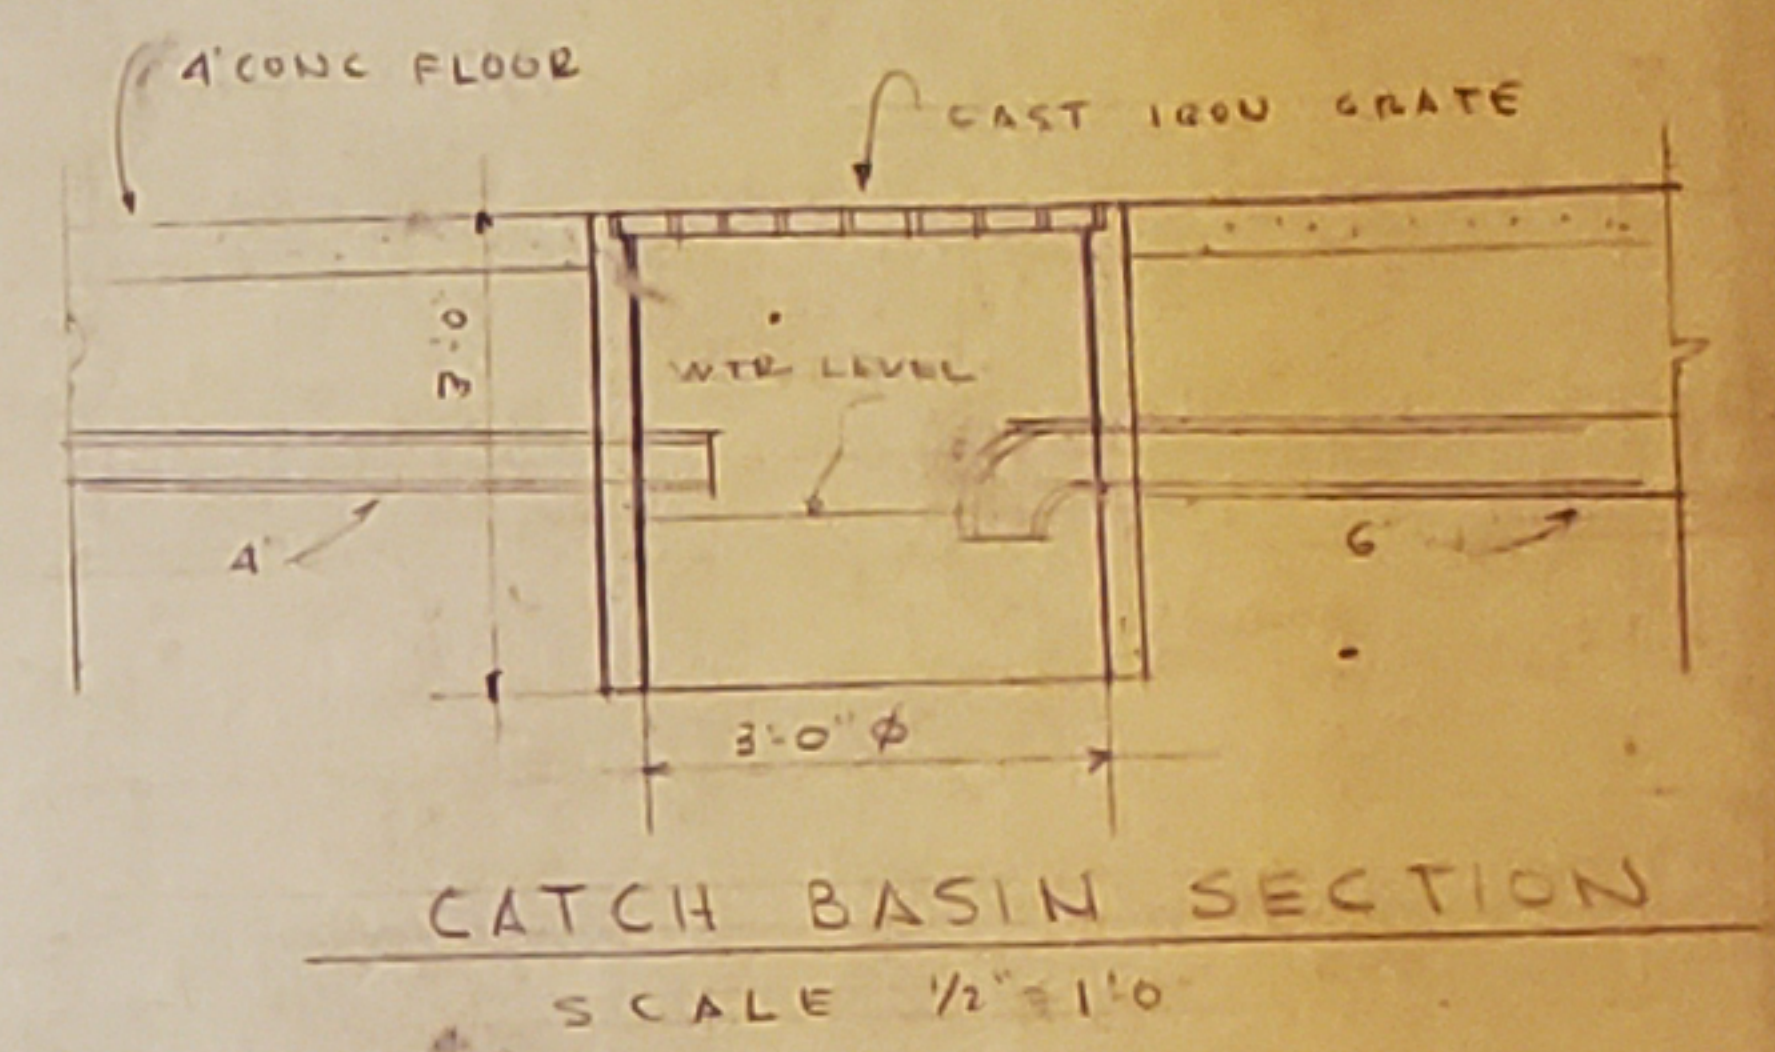 4" CONC FLOOR
CAST IRON GRATE
3'-0"
WTR LEVEL
4"
6"
3'-0" Ø
CATCH BASIN SECTION
SCALE 1/2" = 1'-0